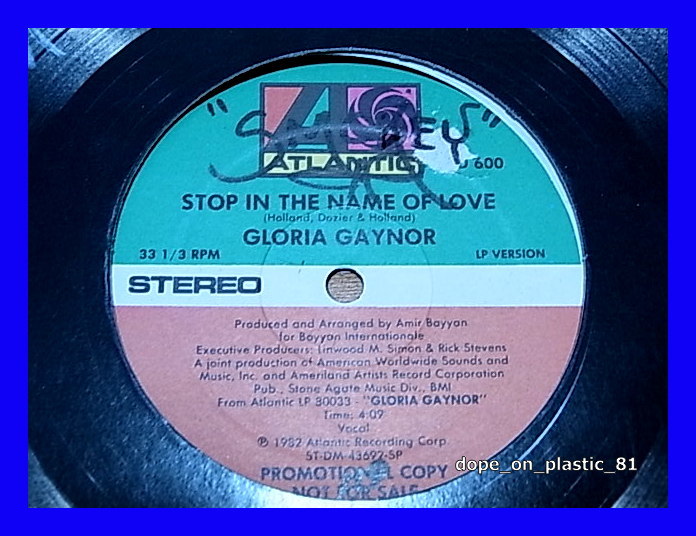 "SMOKEY"
ATLANTIC
600
STOP IN THE NAME OF LOVE
(Holland, Dozier & Holland)
GLORIA GAYNOR
33 1/3 RPM
LP VERSION
STEREO
Produced and Arranged by Amir Bayyan
for Bayyan Internationale
Executive Producers: Linwood M. Simon & Rick Stevens
A joint production of American Worldwide Sounds and
Music, Inc. and Ameriland Artists Record Corporation
Pub., Stone Agate Music Div., BMI
From Atlantic LP 80033 - "GLORIA GAYNOR"
Time: 4:09
Vocal
℗ 1982 Atlantic Recording Corp.
ST-DM-43692-SP
PROMOTIONAL COPY
NOT FOR SALE
dope_on_plastic_81